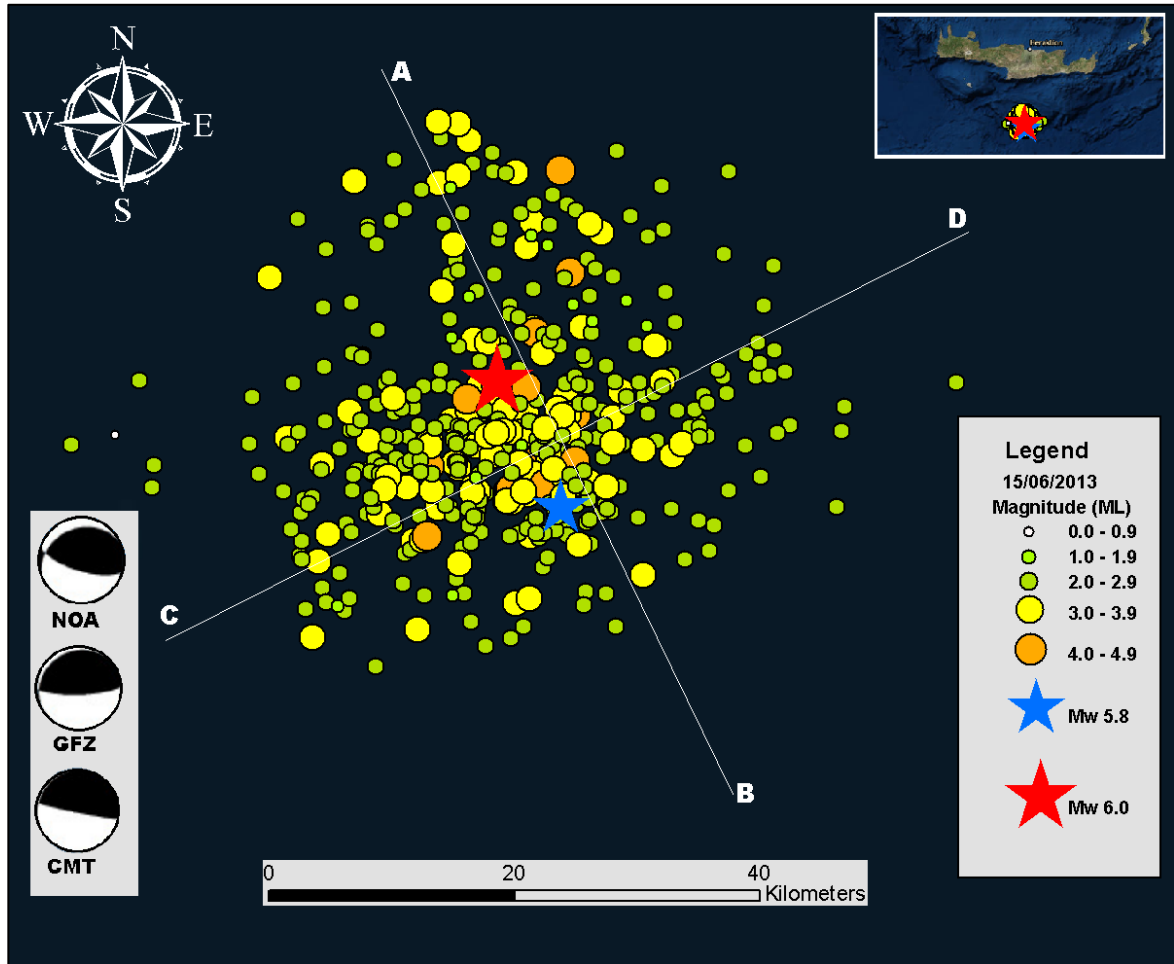 N
W E
S
A
Heraklion
D
Legend
15/06/2013
Magnitude (ML)
0.0 - 0.9
1.0 - 1.9
2.0 - 2.9
3.0 - 3.9
4.0 - 4.9
Mw 5.8
Mw 6.0
NOA
GFZ
CMT
C
B
0 20 40
Kilometers